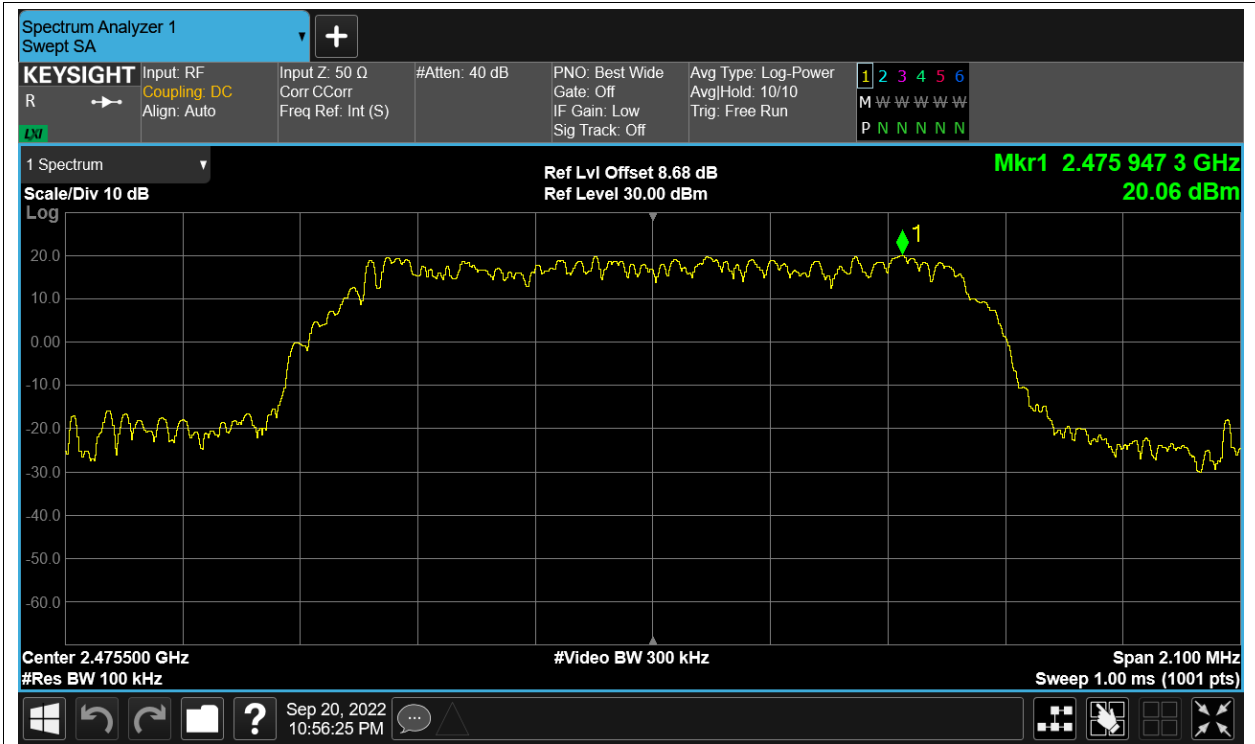 Spectrum Analyzer 1
Swept SA
KEYSIGHT
R
LXI
Input: RF
Coupling: DC
Align: Auto
Input Z: 50 Ω
Corr CCorr
Freq Ref: Int (S)
#Atten: 40 dB
PNO: Best Wide
Gate: Off
IF Gain: Low
Sig Track: Off
Avg Type: Log-Power
Avg|Hold: 10/10
Trig: Free Run
1 2 3 4 5 6
M W W W W W W
P N N N N N N
1 Spectrum
Scale/Div 10 dB
Log
Ref Lvl Offset 8.68 dB
Ref Level 30.00 dBm
Mkr1 2.475 947 3 GHz
20.06 dBm
1
20.0
10.0
0.00
-10.0
-20.0
-30.0
-40.0
-50.0
-60.0
Center 2.475500 GHz
#Res BW 100 kHz
#Video BW 300 kHz
Span 2.100 MHz
Sweep 1.00 ms (1001 pts)
?
Sep 20, 2022
10:56:25 PM